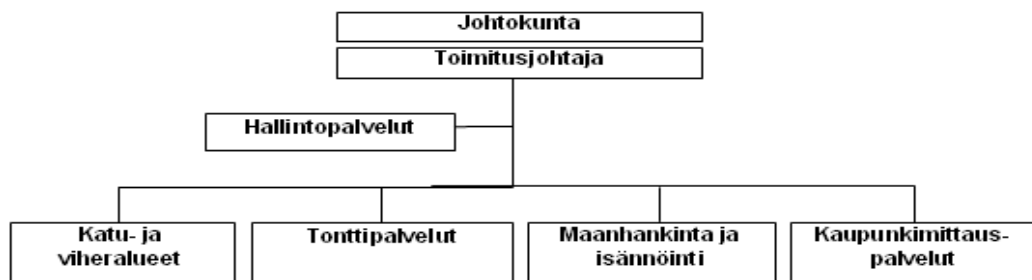 Johtokunta
Toimitusjohtaja
Hallintopalvelut
Katu- ja
viheralueet
Tonttipalvelut
Maanhankinta ja
isännöinti
Kaupunkimittaus-
palvelut